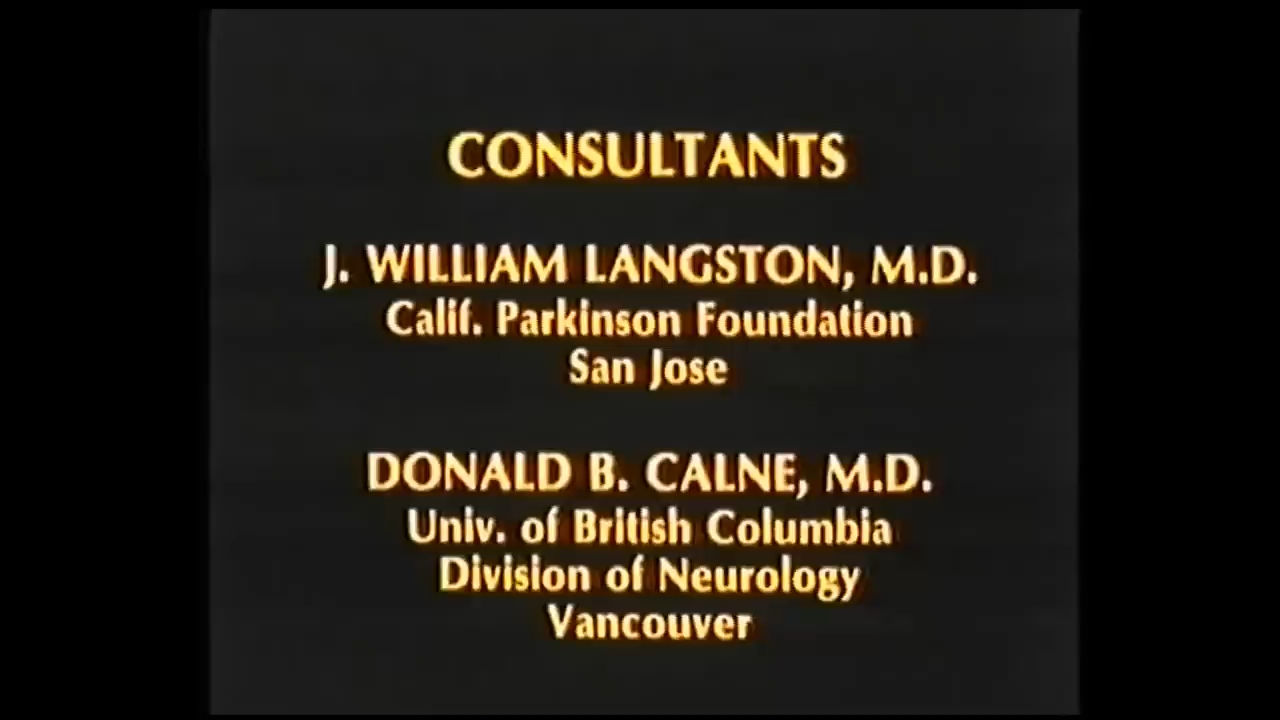 CONSULTANTS
J. WILLIAM LANGSTON, M.D.
Calif. Parkinson Foundation
San Jose
DONALD B. CALNE, M.D.
Univ. of British Columbia
Division of Neurology
Vancouver